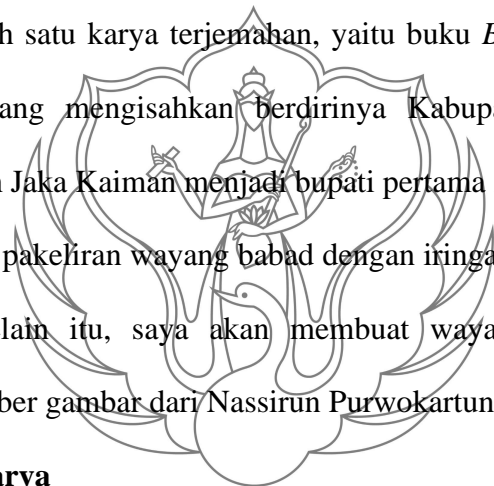 h satu karya terjemahan, yaitu buku B
ang mengisahkan berdirinya Kabupa
n Jaka Kaiman menjadi bupati pertama
pakeliran wayang babad dengan iringa
lain itu, saya akan membuat waya
ber gambar dari Nassirun Purwokartun
arya